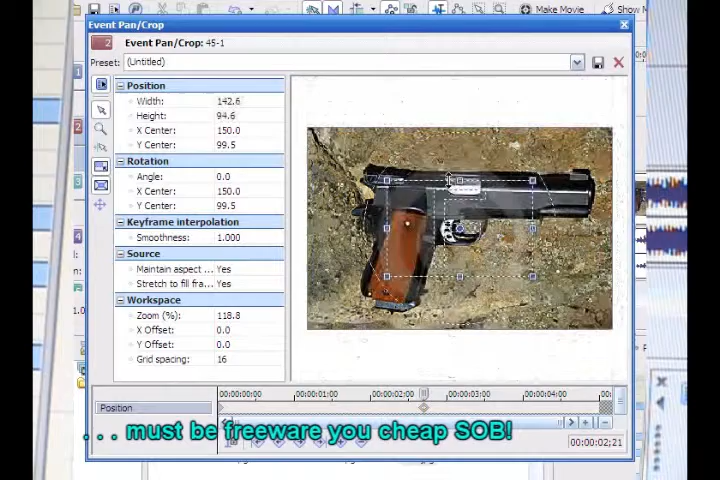 Make Movie
Show M
Event Pan/Crop
2 Event Pan/Crop: 45-1
Preset: (Untitled)
Position
Width: 142.6
Height: 94.6
X Center: 150.0
Y Center: 99.5
Rotation
Angle: 0.0
X Center: 150.0
Y Center: 99.5
Keyframe interpolation
Smoothness: 1.000
Source
Maintain aspect ... Yes
Stretch to fill fra... Yes
Workspace
Zoom (%): 118.8
X Offset: 0.0
Y Offset: 0.0
Grid spacing: 16
00:00:00:00 00:00:01:00 00:00:02:00 00:00:03:00 00:00:04:00 00:
Position
. . . must be freeware you cheap SOB!
00:00:02;21